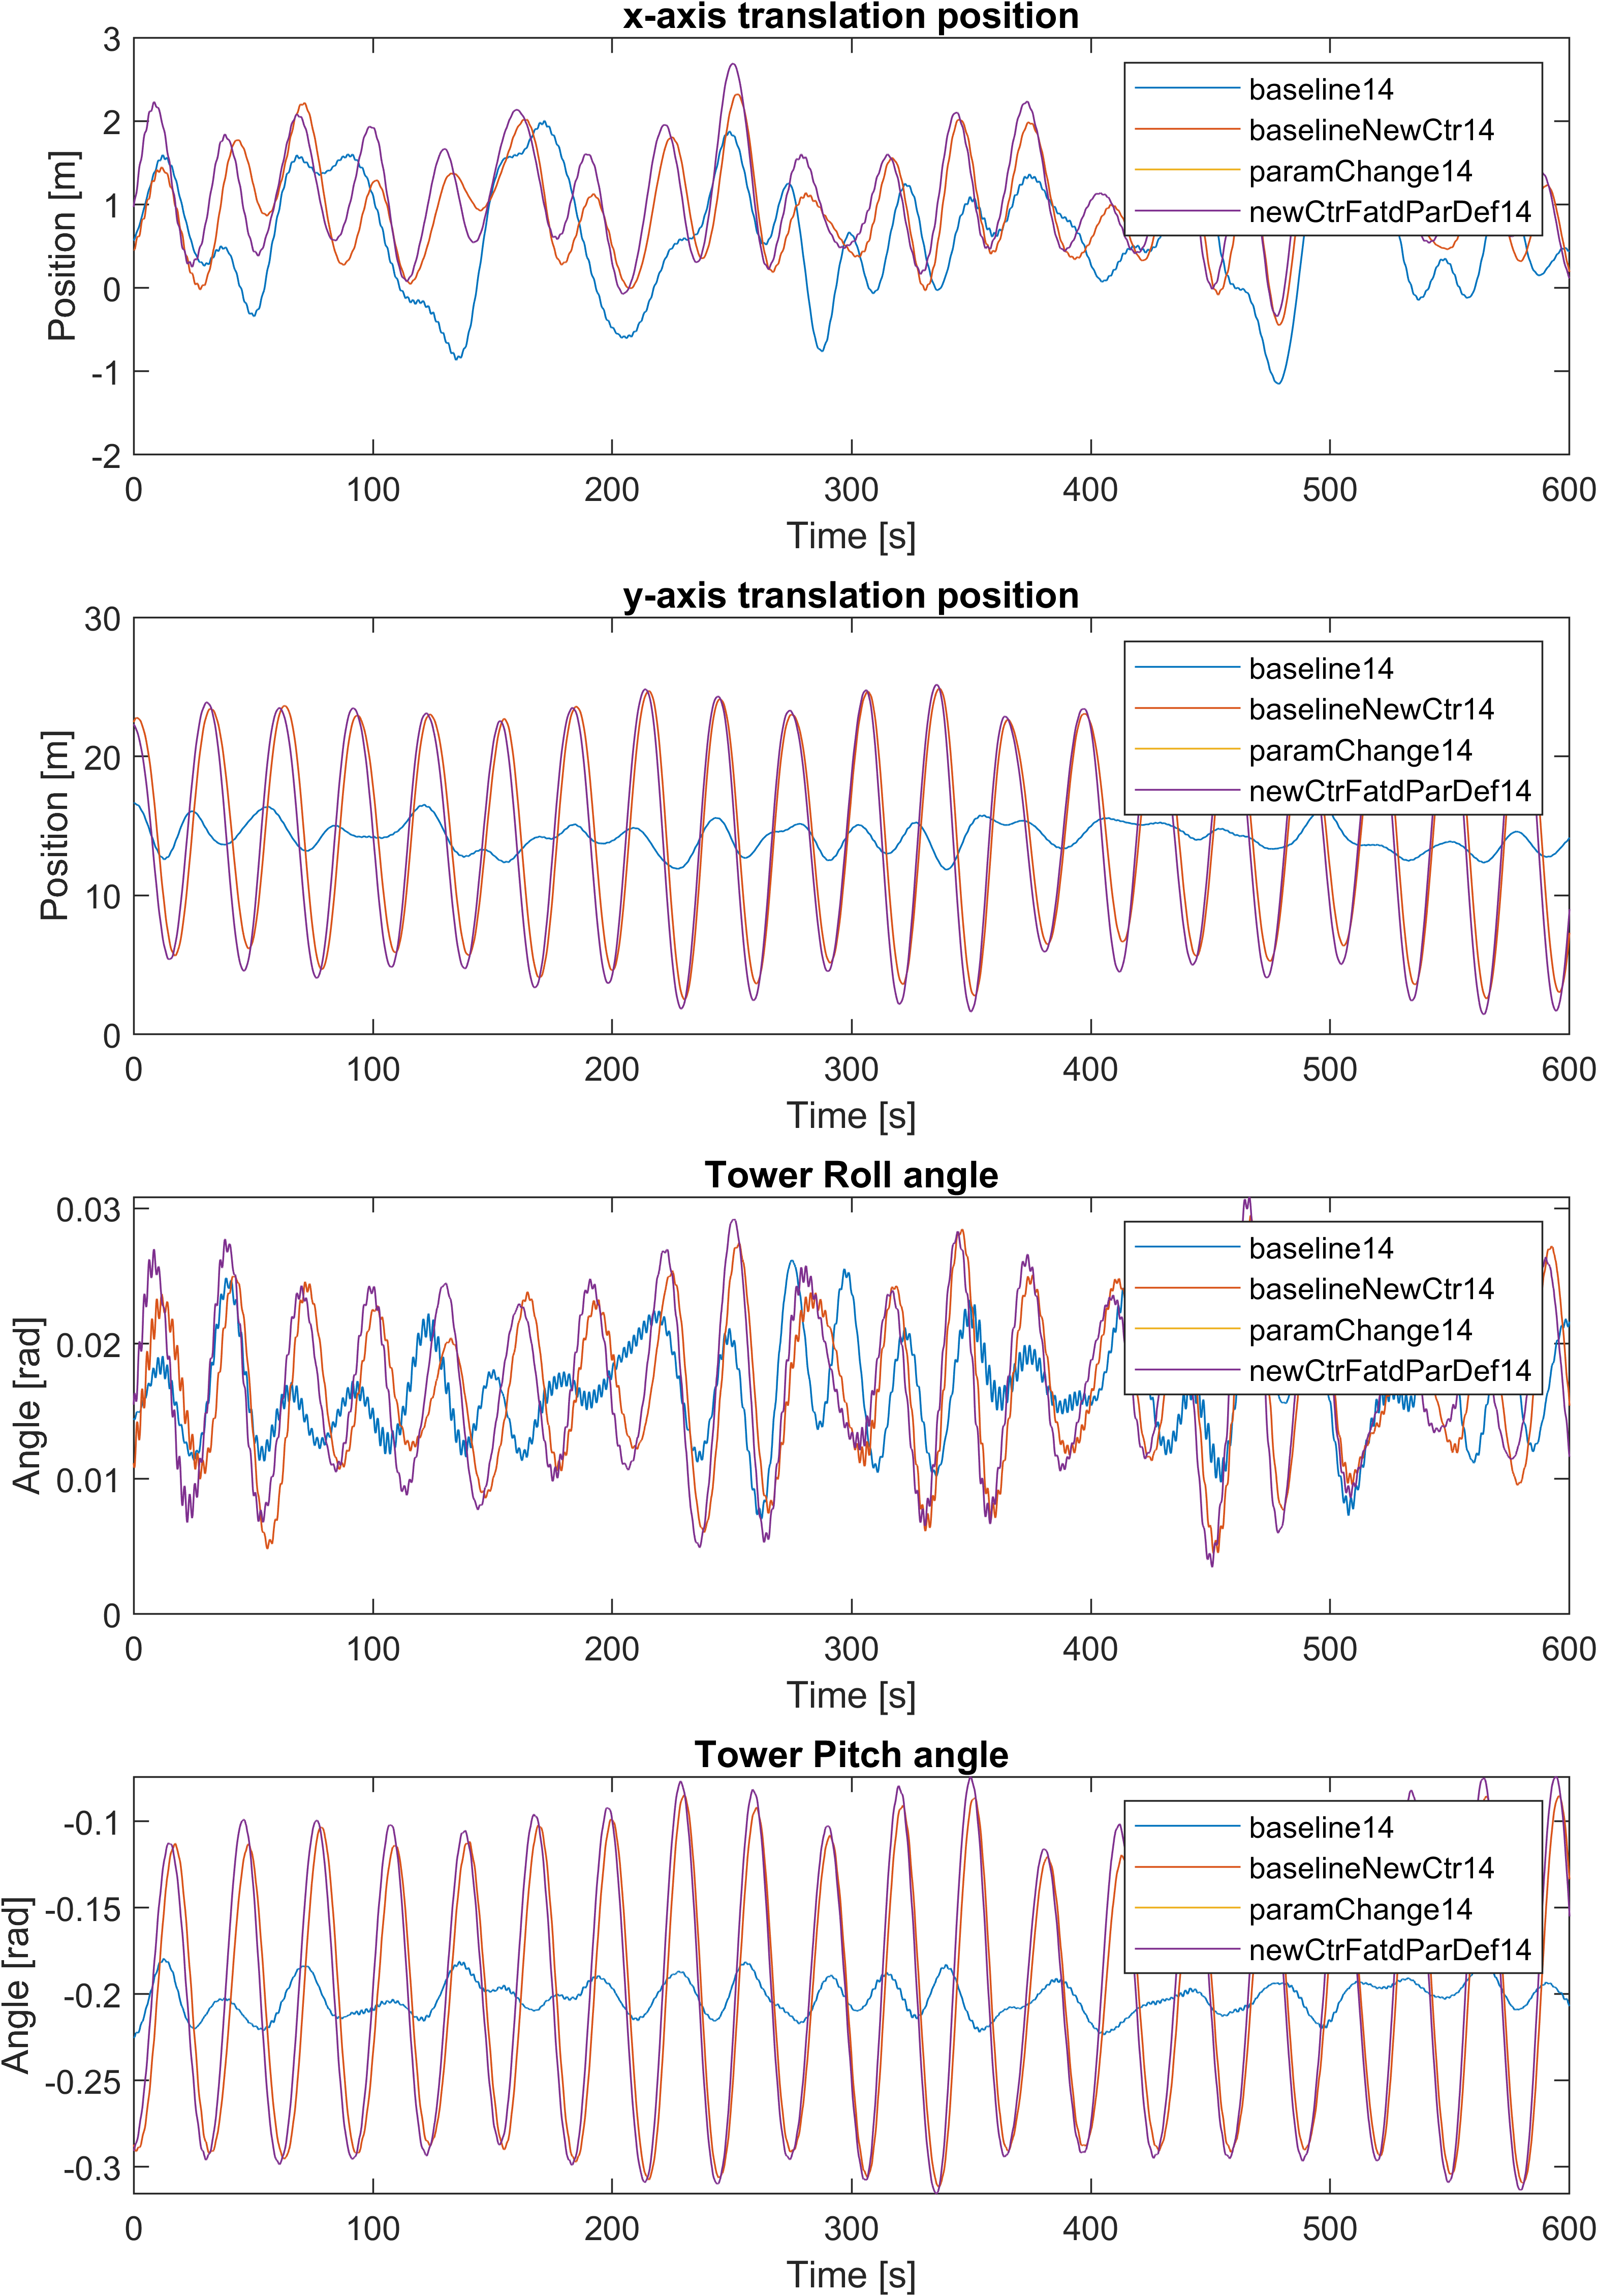 x-axis translation position
3
2
1
0
-1
-2
Position [m]
baseline14
baselineNewCtr14
paramChange14
newCtrFatdParDef14
0 100 200 300 400 500 600
Time [s]
y-axis translation position
30
20
10
0
Position [m]
baseline14
baselineNewCtr14
paramChange14
newCtrFatdParDef14
0 100 200 300 400 500 600
Time [s]
Tower Roll angle
0.03
0.02
0.01
0
Angle [rad]
baseline14
baselineNewCtr14
paramChange14
newCtrFatdParDef14
0 100 200 300 400 500 600
Time [s]
Tower Pitch angle
-0.1
-0.15
-0.2
-0.25
-0.3
Angle [rad]
baseline14
baselineNewCtr14
paramChange14
newCtrFatdParDef14
0 100 200 300 400 500 600
Time [s]